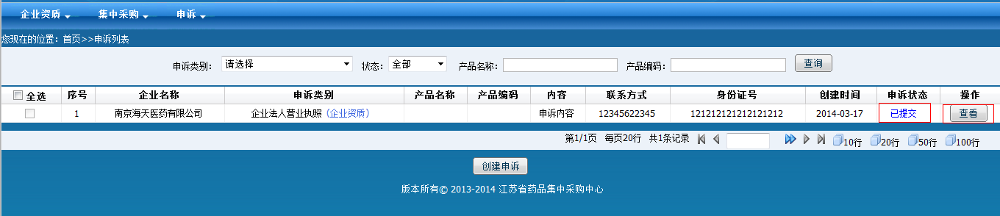 企业资质 集中采购 申诉
您现在的位置：首页>>申诉列表
申诉类别： 请选择 状态： 全部 产品名称： 产品编码： 查询
全选 序号 企业名称 申诉类别 产品名称 产品编码 内容 联系方式 身份证号 创建时间 申诉状态 操作
1 南京海天医药有限公司 企业法人营业执照（企业资质） 申诉内容 12345622345 121212121212121212 2014-03-17 已提交 查看
第1/1页 每页20行 共1条记录 10行 20行 50行 100行
创建申诉
版本所有© 2013-2014 江苏省药品集中采购中心